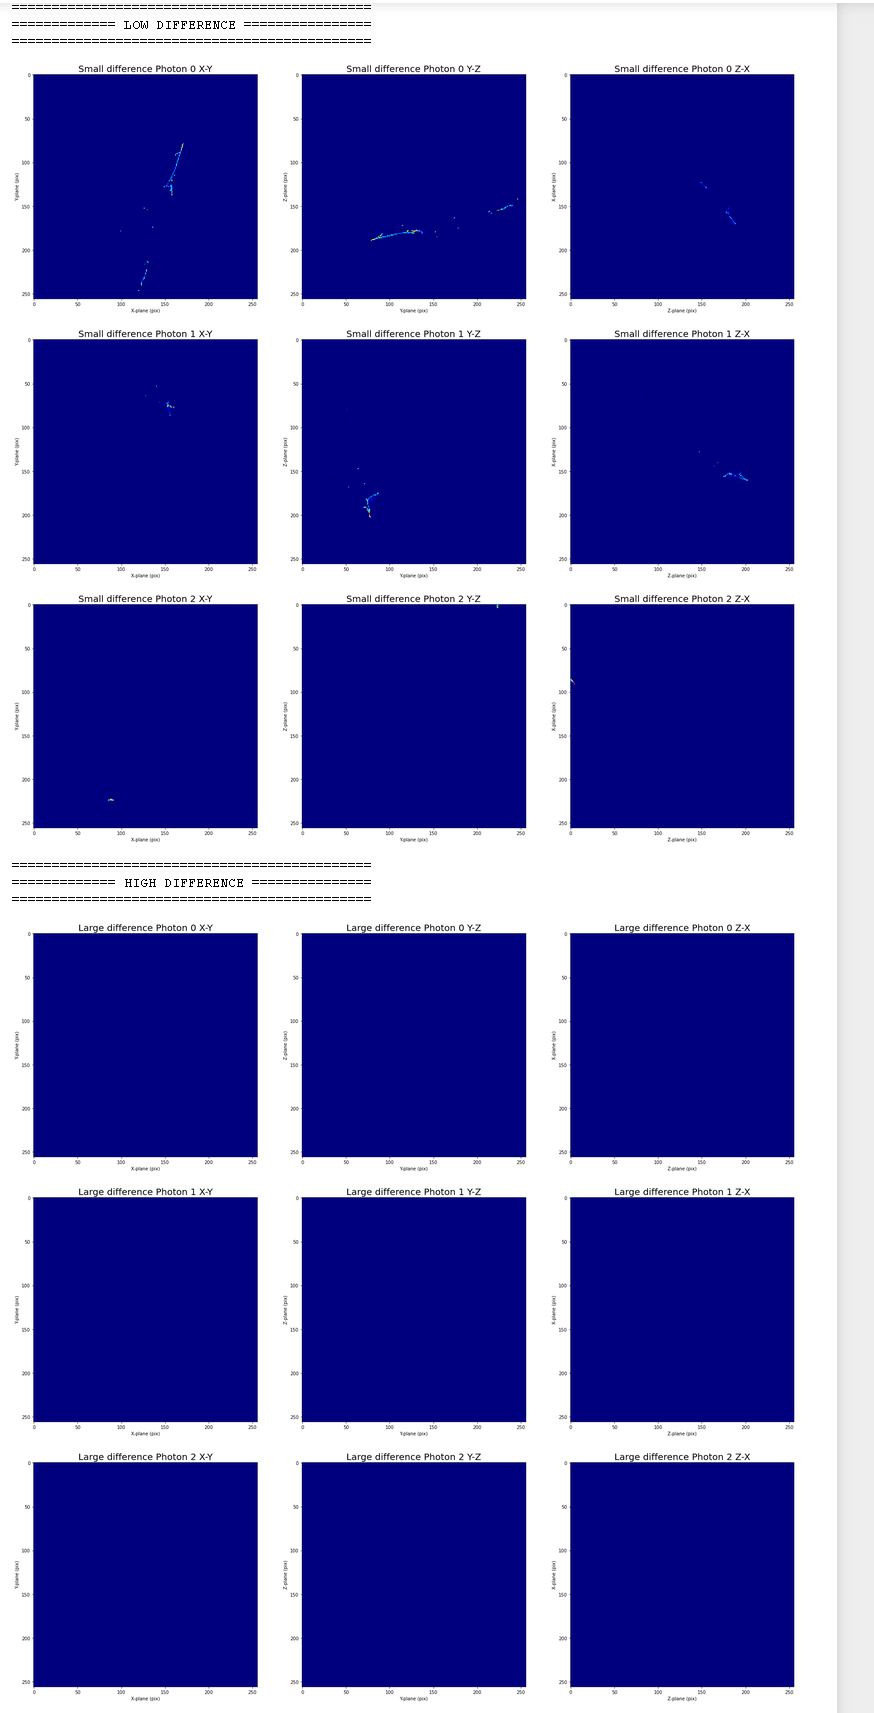 =============================================
============= LOW DIFFERENCE ================
=============================================
Small difference Photon 0 X-Y
Y-plane (pix)
0
50
100
150
200
250
0 50 100 150 200 250
X-plane (pix)
Small difference Photon 0 Y-Z
Z-plane (pix)
0
50
100
150
200
250
0 50 100 150 200 250
Y-plane (pix)
Small difference Photon 0 Z-X
X-plane (pix)
0
50
100
150
200
250
0 50 100 150 200 250
Z-plane (pix)
Small difference Photon 1 X-Y
Y-plane (pix)
0
50
100
150
200
250
0 50 100 150 200 250
X-plane (pix)
Small difference Photon 1 Y-Z
Z-plane (pix)
0
50
100
150
200
250
0 50 100 150 200 250
Y-plane (pix)
Small difference Photon 1 Z-X
X-plane (pix)
0
50
100
150
200
250
0 50 100 150 200 250
Z-plane (pix)
Small difference Photon 2 X-Y
Y-plane (pix)
0
50
100
150
200
250
0 50 100 150 200 250
X-plane (pix)
Small difference Photon 2 Y-Z
Z-plane (pix)
0
50
100
150
200
250
0 50 100 150 200 250
Y-plane (pix)
Small difference Photon 2 Z-X
X-plane (pix)
0
50
100
150
200
250
0 50 100 150 200 250
Z-plane (pix)
=============================================
============= HIGH DIFFERENCE ===============
=============================================
Large difference Photon 0 X-Y
Y-plane (pix)
0
50
100
150
200
250
0 50 100 150 200 250
X-plane (pix)
Large difference Photon 0 Y-Z
Z-plane (pix)
0
50
100
150
200
250
0 50 100 150 200 250
Y-plane (pix)
Large difference Photon 0 Z-X
X-plane (pix)
0
50
100
150
200
250
0 50 100 150 200 250
Z-plane (pix)
Large difference Photon 1 X-Y
Y-plane (pix)
0
50
100
150
200
250
0 50 100 150 200 250
X-plane (pix)
Large difference Photon 1 Y-Z
Z-plane (pix)
0
50
100
150
200
250
0 50 100 150 200 250
Y-plane (pix)
Large difference Photon 1 Z-X
X-plane (pix)
0
50
100
150
200
250
0 50 100 150 200 250
Z-plane (pix)
Large difference Photon 2 X-Y
Y-plane (pix)
0
50
100
150
200
250
0 50 100 150 200 250
X-plane (pix)
Large difference Photon 2 Y-Z
Z-plane (pix)
0
50
100
150
200
250
0 50 100 150 200 250
Y-plane (pix)
Large difference Photon 2 Z-X
X-plane (pix)
0
50
100
150
200
250
0 50 100 150 200 250
Z-plane (pix)